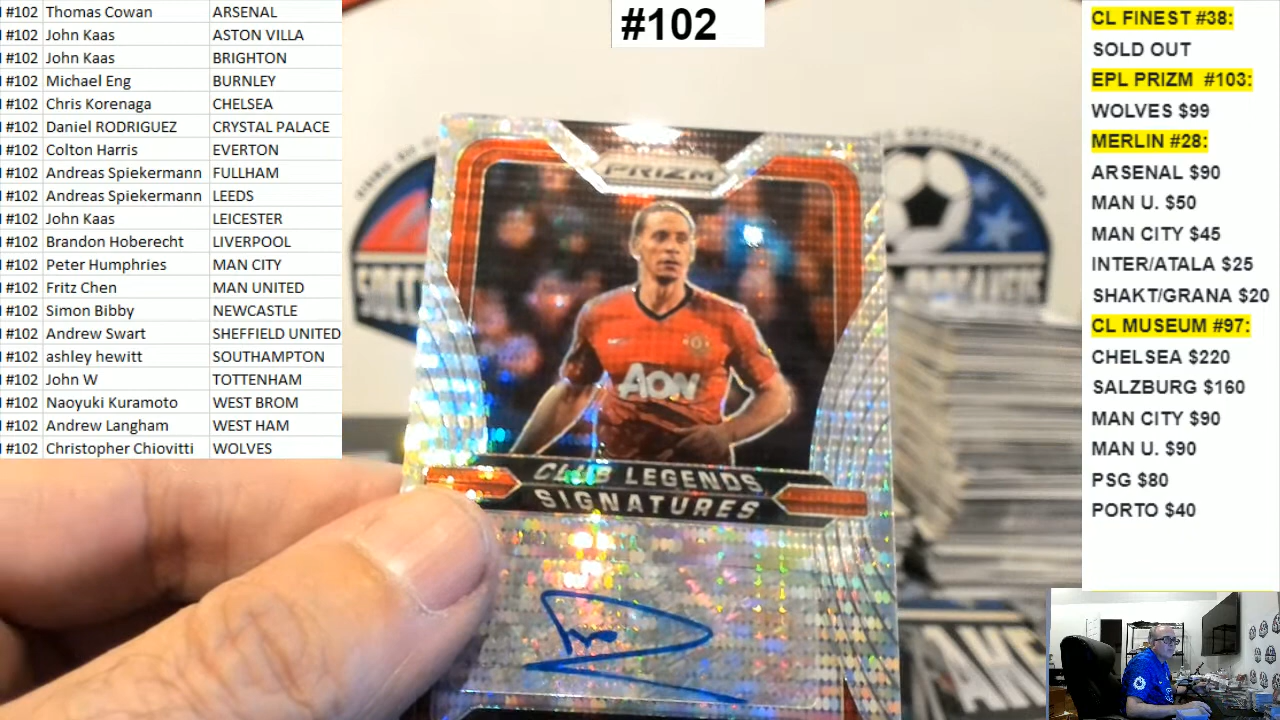 #102 Thomas Cowan ARSENAL
#102 John Kaas ASTON VILLA
#102 John Kaas BRIGHTON
#102 Michael Eng BURNLEY
#102 Chris Korenaga CHELSEA
#102 Daniel RODRIGUEZ CRYSTAL PALACE
#102 Colton Harris EVERTON
#102 Andreas Spiekermann FULLHAM
#102 Andreas Spiekermann LEEDS
#102 John Kaas LEICESTER
#102 Brandon Hoberecht LIVERPOOL
#102 Peter Humphries MAN CITY
#102 Fritz Chen MAN UNITED
#102 Simon Bibby NEWCASTLE
#102 Andrew Swart SHEFFIELD UNITED
#102 ashley hewitt SOUTHAMPTON
#102 John W TOTTENHAM
#102 Naoyuki Kuramoto WEST BROM
#102 Andrew Langham WEST HAM
#102 Christopher Chiovitti WOLVES
#102
PRIZM
AON
CLUB LEGENDS
SIGNATURES
CL FINEST #38:
SOLD OUT
EPL PRIZM #103:
WOLVES $99
MERLIN #28:
ARSENAL $90
MAN U. $50
MAN CITY $45
INTER/ATALA $25
SHAKT/GRANA $20
CL MUSEUM #97:
CHELSEA $220
SALZBURG $160
MAN CITY $90
MAN U. $90
PSG $80
PORTO $40